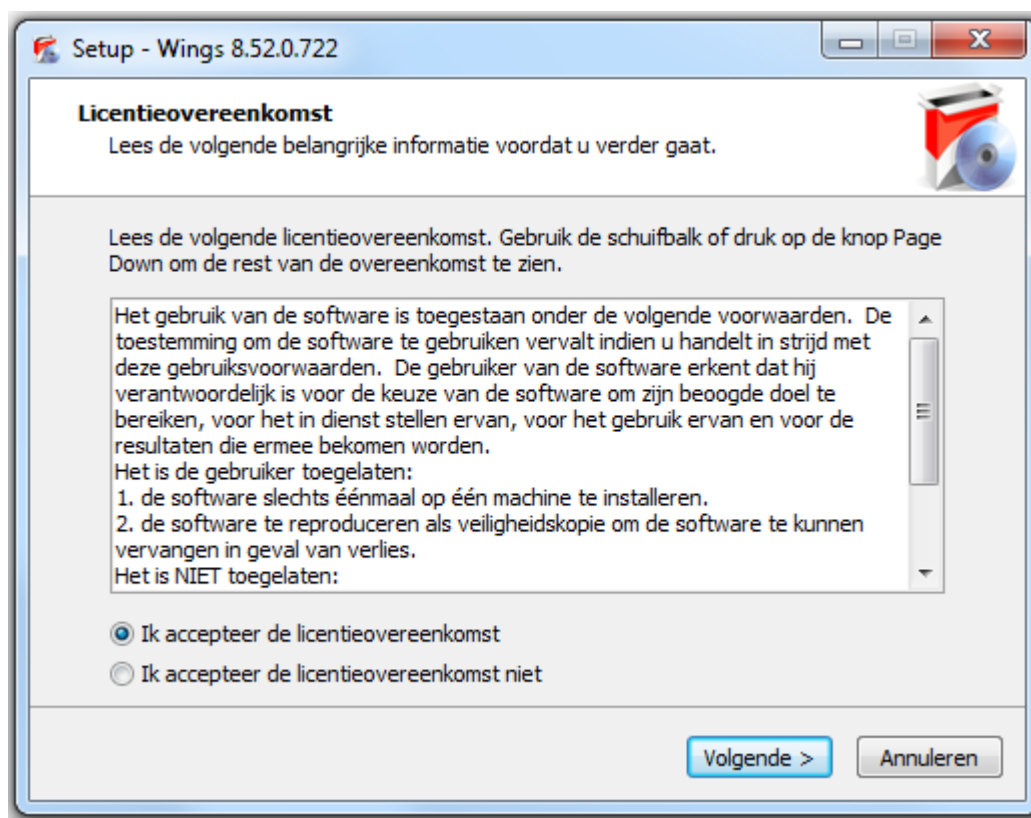 Setup - Wings 8.52.0.722
Licentieovereenkomst
Lees de volgende belangrijke informatie voordat u verder gaat.
Lees de volgende licentieovereenkomst. Gebruik de schuifbalk of druk op de knop Page
Down om de rest van de overeenkomst te zien.
Het gebruik van de software is toegestaan onder de volgende voorwaarden.  De
toestemming om de software te gebruiken vervalt indien u handelt in strijd met
deze gebruiksvoorwaarden.  De gebruiker van de software erkent dat hij
verantwoordelijk is voor de keuze van de software om zijn beoogde doel te
bereiken, voor het in dienst stellen ervan, voor het gebruik ervan en voor de
resultaten die ermee bekomen worden.
Het is de gebruiker toegelaten:
1. de software slechts éénmaal op één machine te installeren.
2. de software te reproduceren als veiligheidskopie om de software te kunnen
vervangen in geval van verlies.
Het is NIET toegelaten:
Ik accepteer de licentieovereenkomst
Ik accepteer de licentieovereenkomst niet
Volgende >
Annuleren